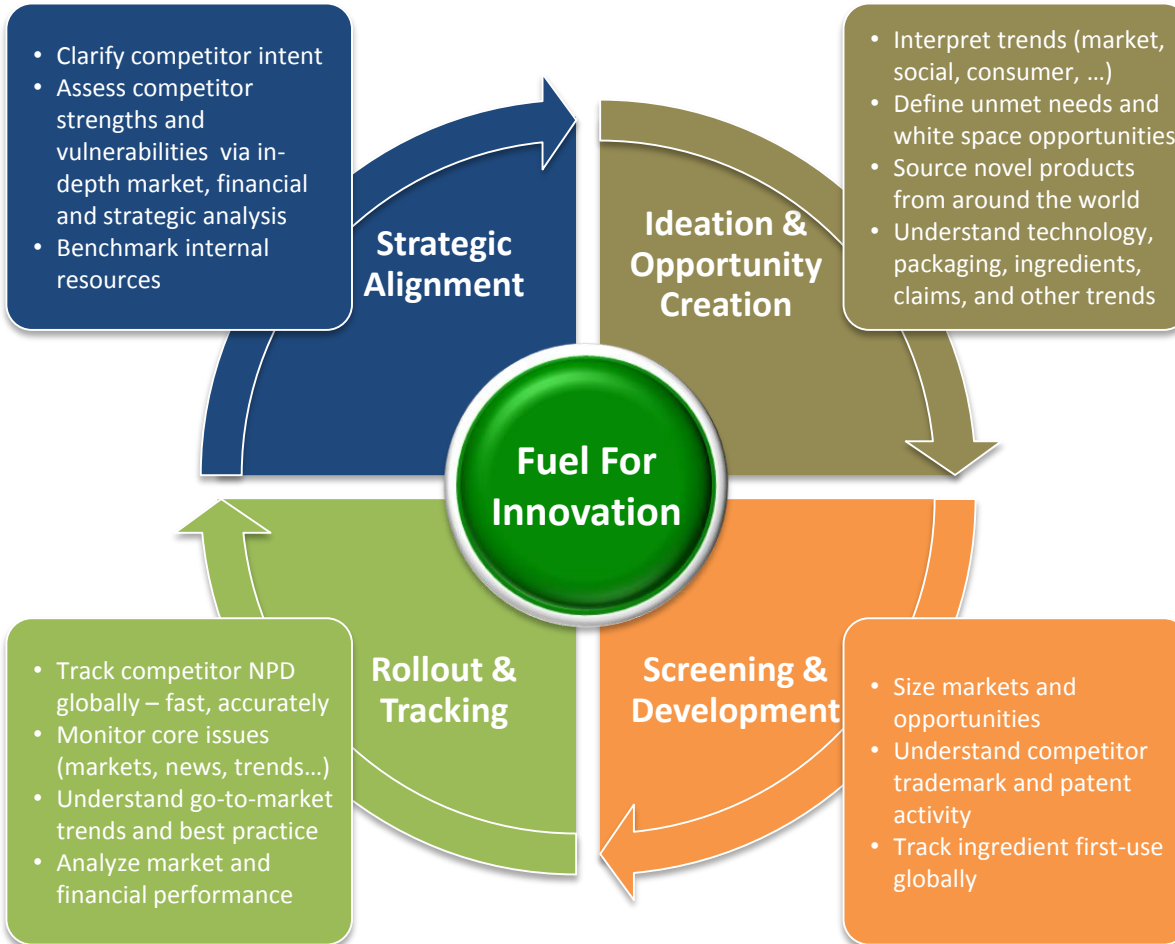 • Clarify competitor intent
• Assess competitor
strengths and
vulnerabilities  via in-
depth market, financial
and strategic analysis
• Benchmark internal
resources
Strategic
Alignment
• Interpret trends (market,
social, consumer, ...)
• Define unmet needs and
white space opportunities
• Source novel products
from around the world
• Understand technology,
packaging, ingredients,
claims, and other trends
Ideation &
Opportunity
Creation
Fuel For
Innovation
• Track competitor NPD
globally – fast, accurately
• Monitor core issues
(markets, news, trends...)
• Understand go-to-market
trends and best practice
• Analyze market and
financial performance
Rollout &
Tracking
Screening &
Development
• Size markets and
opportunities
• Understand competitor
trademark and patent
activity
• Track ingredient first-use
globally